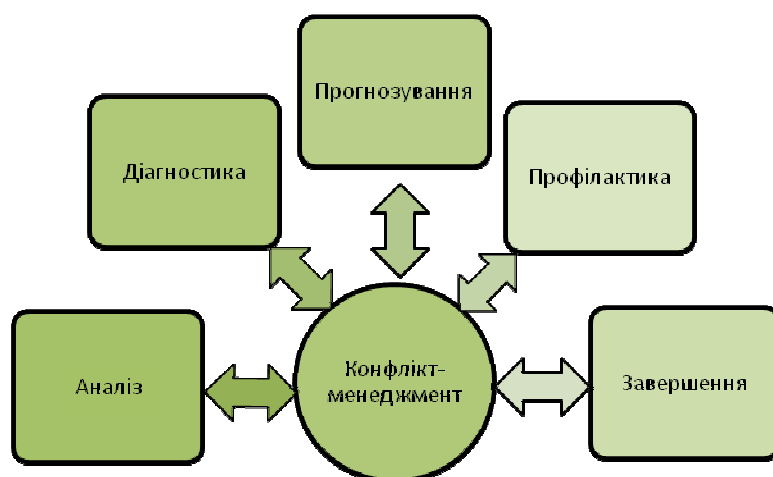 Прогнозування
Діагностика
Профілактика
Аналіз
Конфлікт-
менеджмент
Завершення